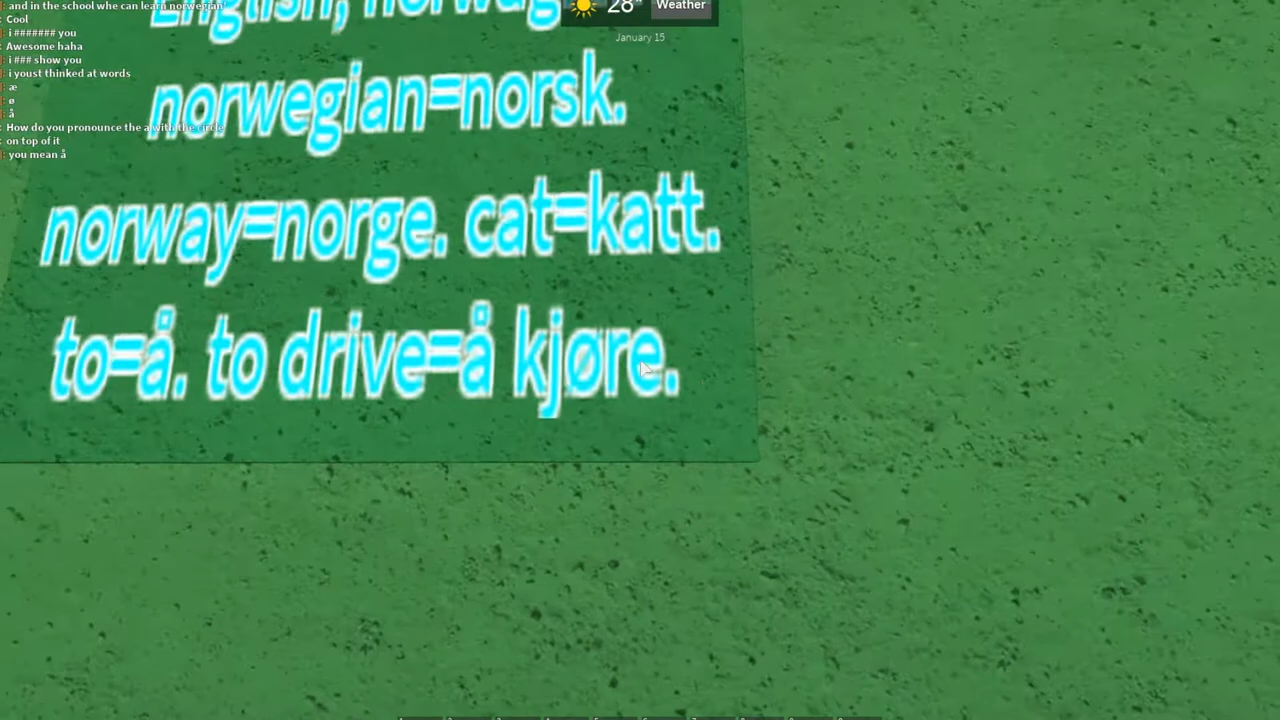 and in the school whe can learn norwegian
Cool
i ####### you
Awesome haha
i ### show you
i youst thinked at words
æ
ø
å
How do you pronounce the a with the circle
on top of it
you mean å
28°
Weather
January 15
English, norweg
norwegian=norsk.
norway=norge. cat=katt.
to=å. to drive=å kjøre.